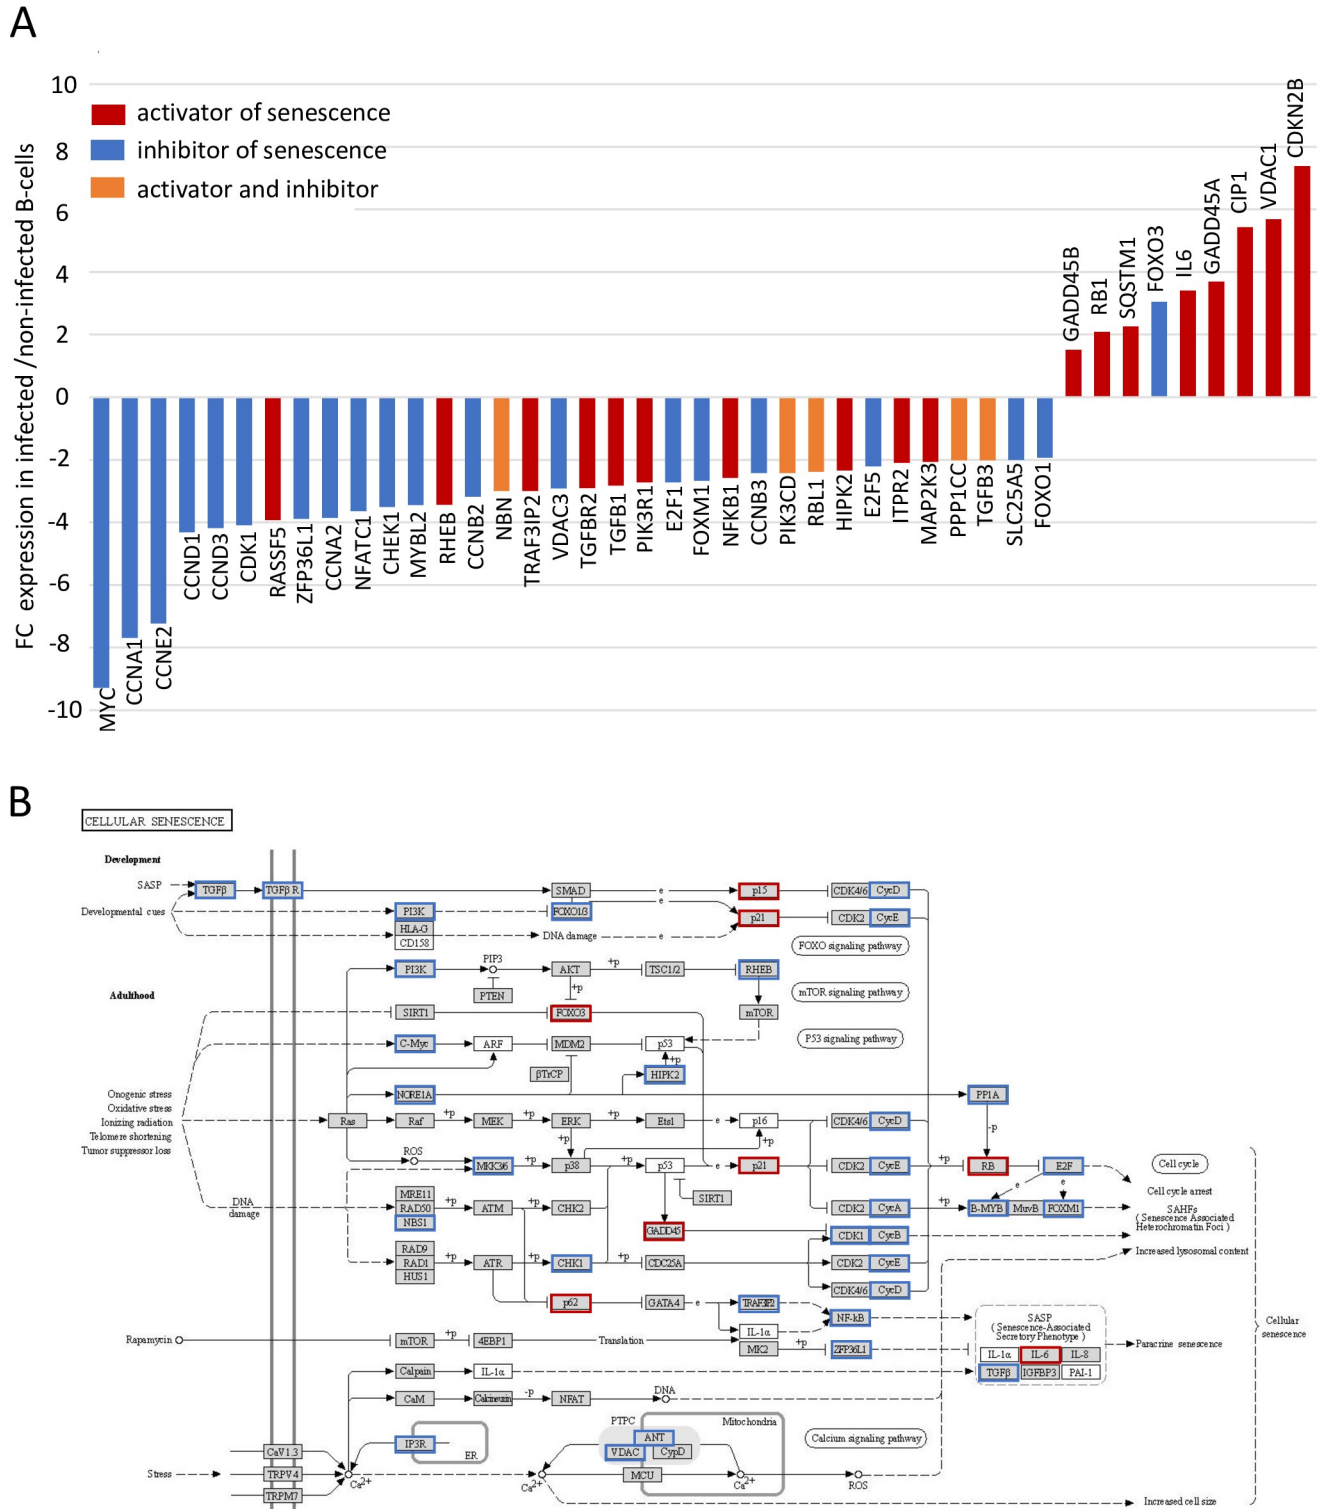 A
FC expression in infected /non-infected B-cells
10
8
6
4
2
0
-2
-4
-6
-8
-10
activator of senescence
inhibitor of senescence
activator and inhibitor
MYC
CCNA1
CCNE2
CCND1
CCND3
CDK1
RASSF5
ZFP36L1
CCNA2
NFATC1
CHEK1
MYBL2
RHEB
CCNB2
NBN
TRAF3IP2
VDAC3
TGFBR2
TGFB1
PIK3R1
E2F1
FOXM1
NFKB1
CCNB3
PIK3CD
RBL1
HIPK2
E2F5
ITPR2
MAP2K3
PPP1CC
TGFB3
SLC25A5
FOXO1
GADD45B
RB1
SQSTM1
FOXO3
IL6
GADD45A
CIP1
VDAC1
CDKN2B
B
CELLULAR SENESCENCE
Development
SASP
TGFβ
TGFβ R
SMAD
e
p15
CDK4/6
CycD
Developmental cues
PI3K
FOXO1/3
e
p21
CDK2
CycE
HLA-G
CD158
DNA damage
e
FOXO signaling pathway
PI3K
PIP3
PTEN
AKT
+p
TSC1/2
RHEB
+p
mTOR signaling pathway
Adulthood
SIRT1
FOXO3
mTOR
C-Myc
ARF
MDM2
p53
P53 signaling pathway
+p
βTrCP
HIPK2
NORE1A
PP1A
Onogenic stress
Oxidative stress
Ionizing radiation
Telomere shortening
Tumor suppressor loss
Ras
Raf
+p
MEK
+p
ERK
+p
Ets1
e
p16
CDK4/6
CycD
-p
+p
+p
ROS
MKK3/6
+p
p38
+p
p53
e
p21
CDK2
CycE
+p
RB
E2F
Cell cycle
SIRT1
e
e
Cell cycle arrest
DNA
damage
MRE11
RAD50
NBS1
+p
ATM
+p
CHK2
CDK2
CycA
+p
B-MYB
MuvB
FOXM1
SAHFs
( Senescence Associated
Heterochromatin Foci )
GADD45
CDK1
CycB
Increased lysosomal content
RAD9
RAD1
HUS1
+p
ATR
+p
CHK1
+p
CDC25A
CDK2
CycE
CDK4/6
CycD
p62
GATA4
e
TRAF3IP2
NF-kB
IL-1α
SASP
( Senescence-Associated
Secretory Phenotype )
Cellular
senescence
Rapamycin
mTOR
+p
4EBP1
Translation
MK2
+p
ZFP36L1
IL-1α
IL-6
IL-8
TGFβ
IGFBP3
PAI-1
Paracrine senescence
Calpain
IL-1α
CaM
Calcineurin
-p
NFAT
DNA
PTPC
Mitochondria
Calcium signaling pathway
IP3R
ER
ANT
VDAC
CypD
CaV1.3
Stress
TRPV4
Ca2+
Ca2+
MCU
Ca2+
ROS
TRPM7
Increased cell size